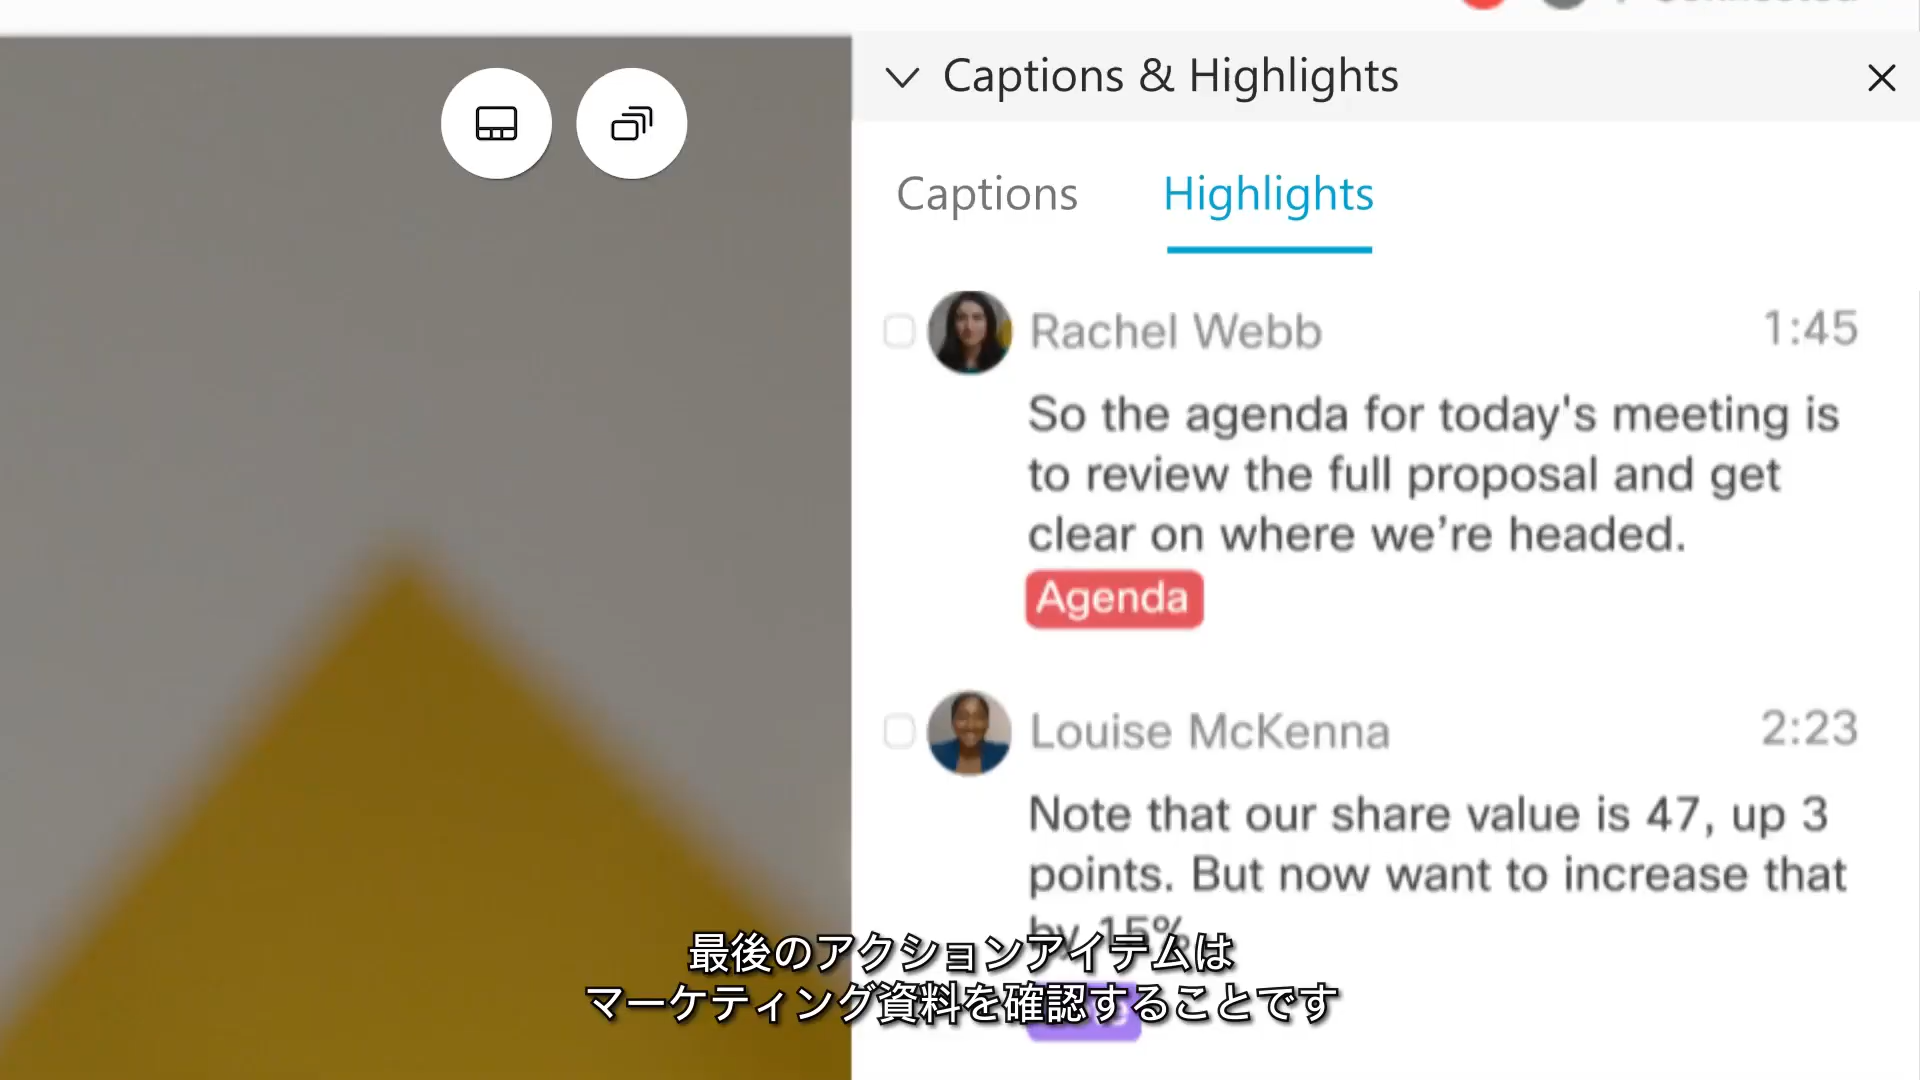 Captions & Highlights
Captions
Highlights
Rachel Webb
1:45
So the agenda for today's meeting is
to review the full proposal and get
clear on where we’re headed.
Agenda
Louise McKenna
2:23
Note that our share value is 47, up 3
points. But now want to increase that
by 15%
最後のアクションアイテムは
マーケティング資料を確認することです